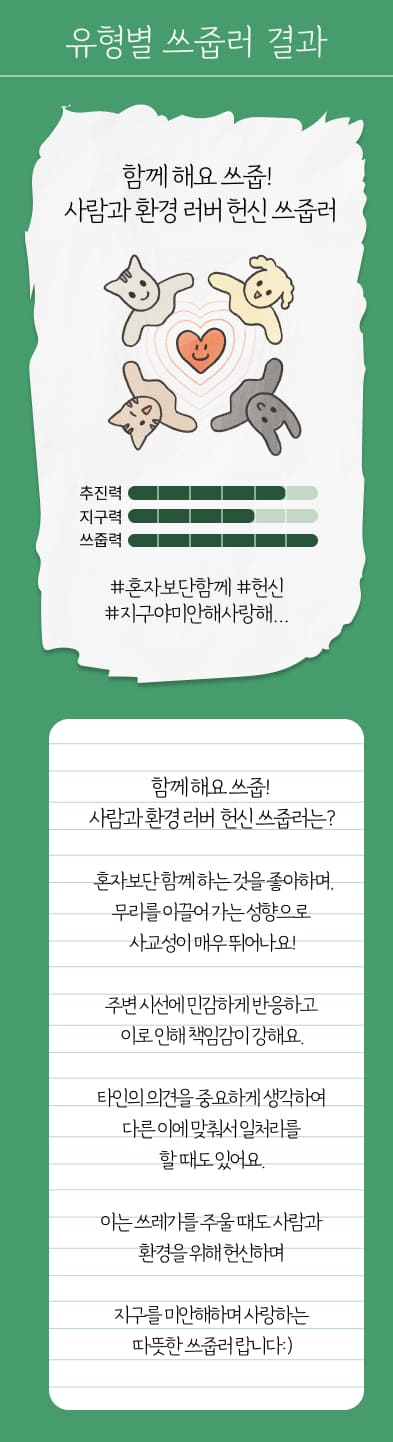 유형별 쓰줍러 결과
함께 해요 쓰줍!
사람과 환경 러버 헌신 쓰줍러
추진력
지구력
쓰줍력
#혼자보단함께 #헌신
#지구야미안해사랑해...
함께 해요 쓰줍!
사람과 환경 러버 헌신 쓰줍러는?
혼자보단 함께 하는 것을 좋아하며,
무리를 이끌어 가는 성향으로
사교성이 매우 뛰어나요!
주변 시선에 민감하게 반응하고
이로 인해 책임감이 강해요.
타인의 의견을 중요하게 생각하여
다른 이에 맞춰서 일처리를
할 때도 있어요.
이는 쓰레기를 주울 때도 사람과
환경을 위해 헌신하며
지구를 미안해하며 사랑하는
따뜻한 쓰줍러 랍니다:)